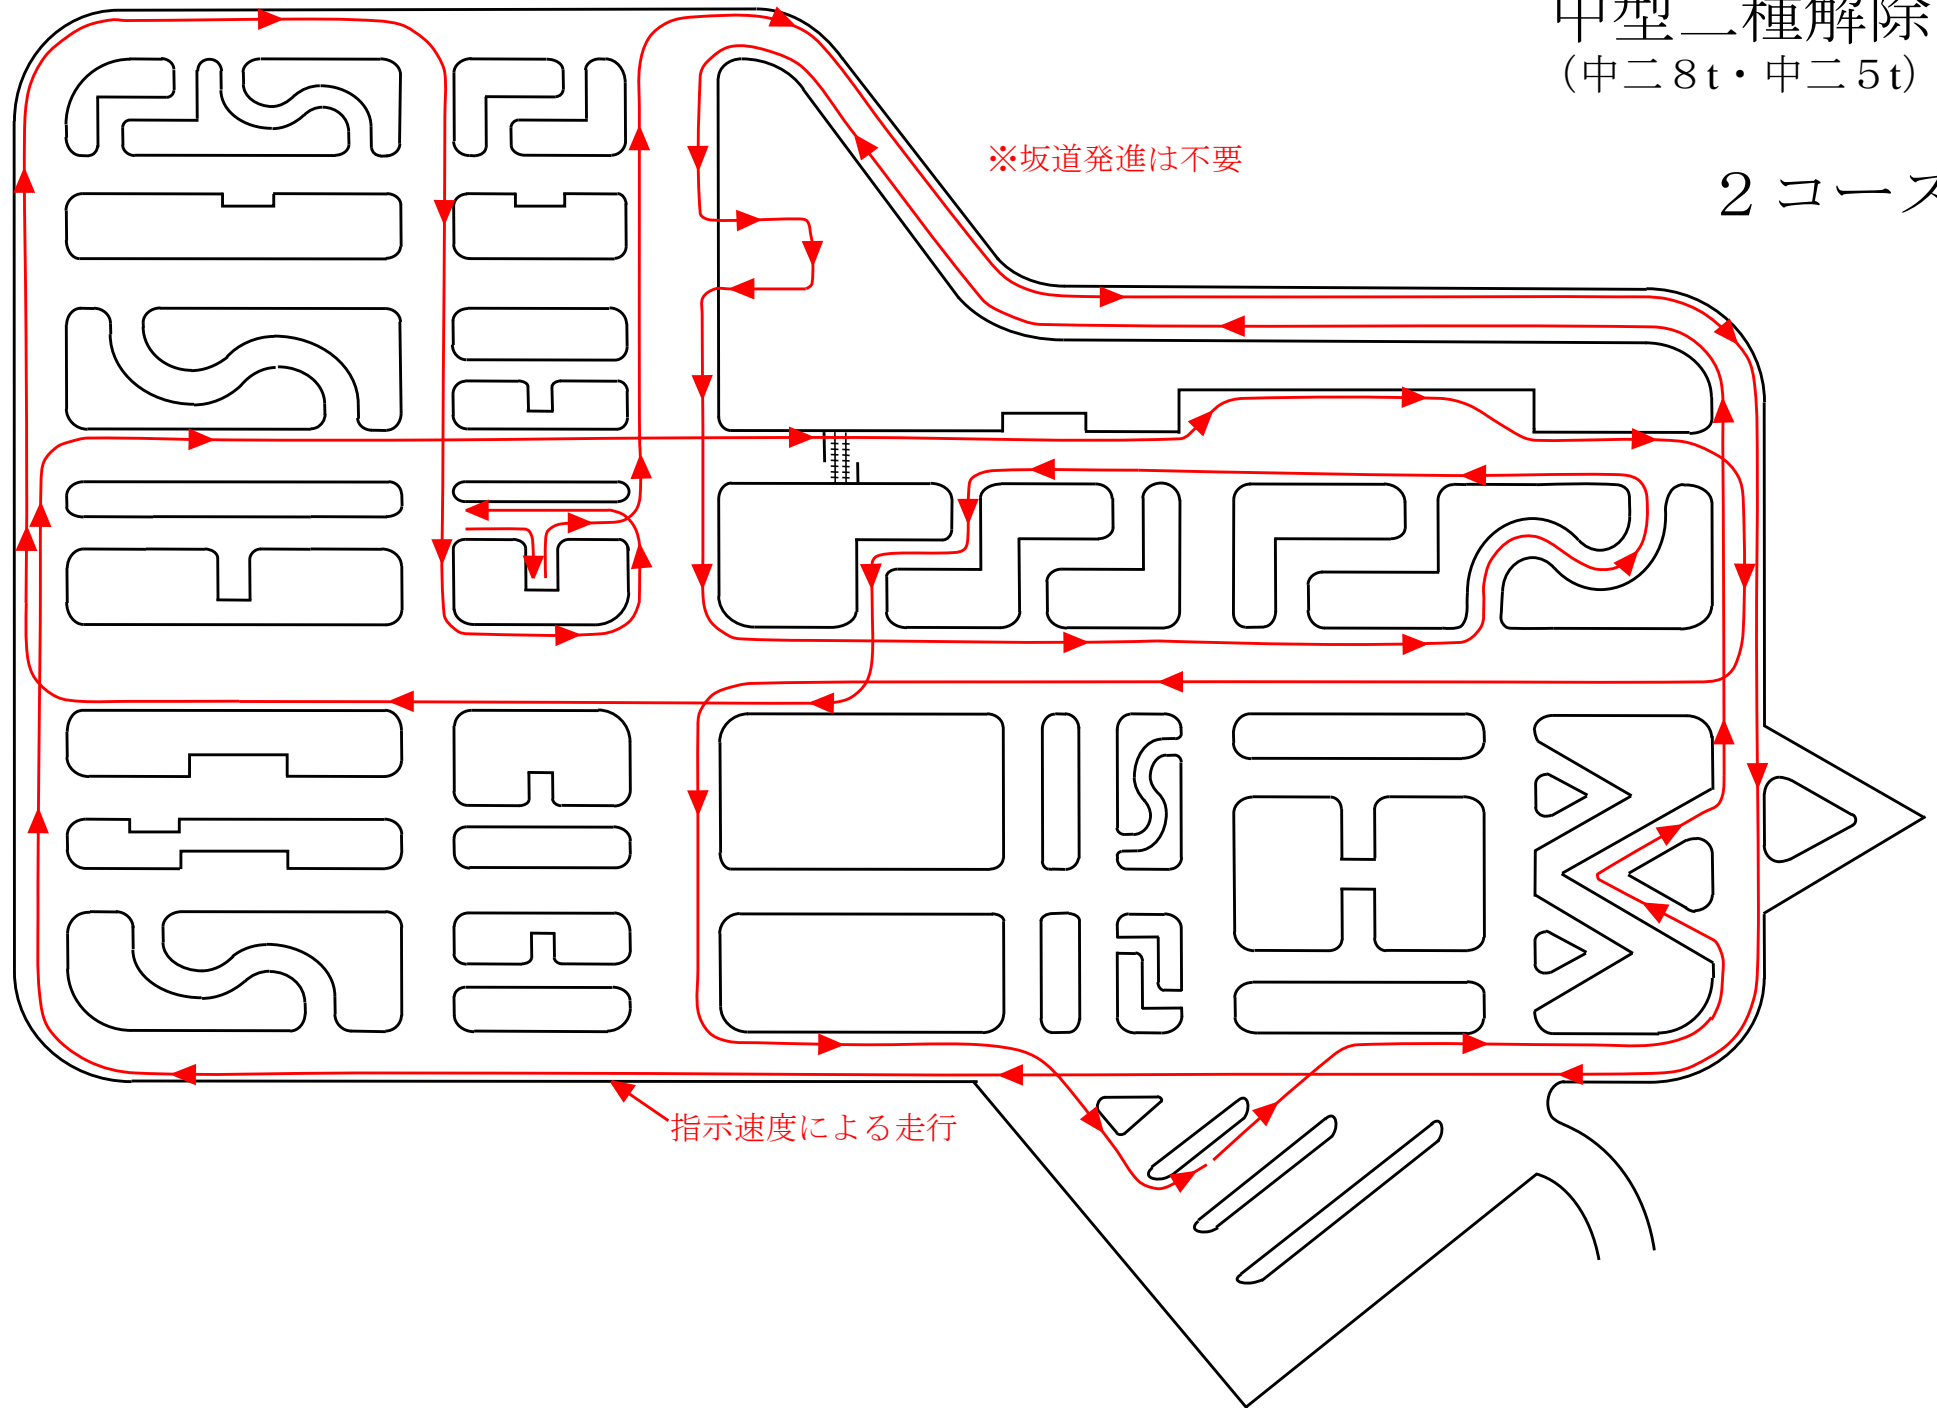 中型二種解除
（中二８ｔ・中二５ｔ）
※坂道発進は不要
２コース
指示速度による走行